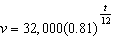 v = 32,000(0.81)^(t/12)